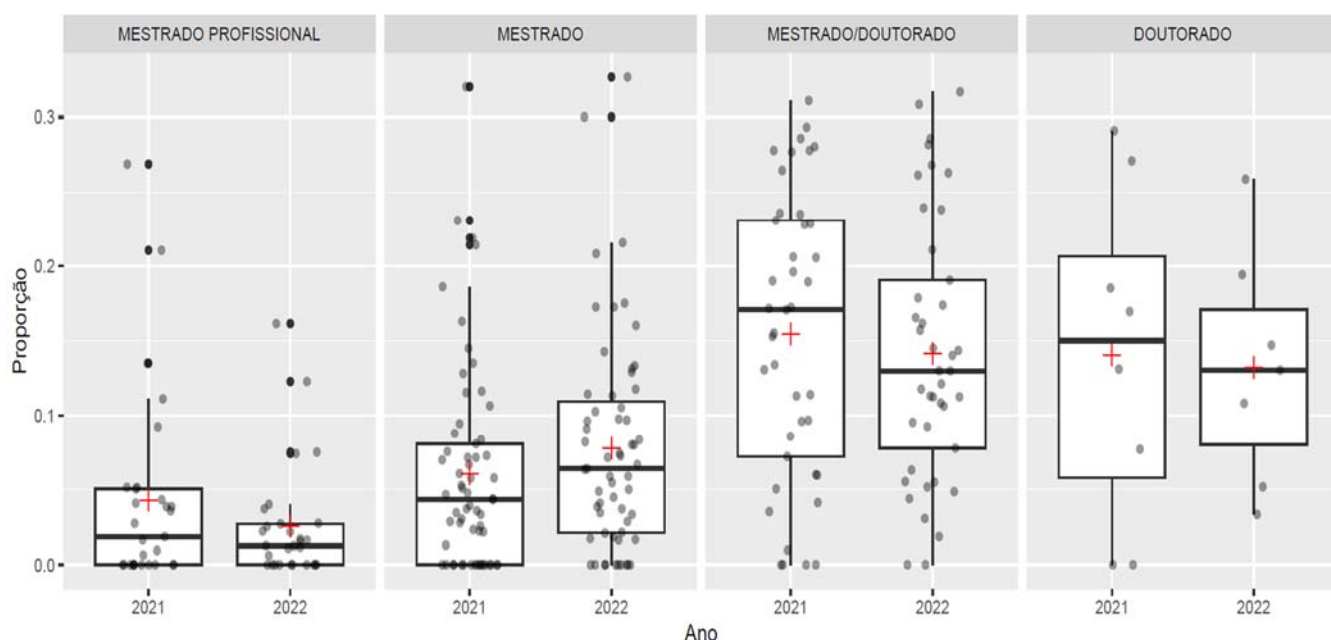 MESTRADO PROFISSIONAL MESTRADO MESTRADO/DOUTORADO DOUTORADO
Proporção
0.3
0.2
0.1
0.0
2021 2022 2021 2022 2021 2022 2021 2022
Ano